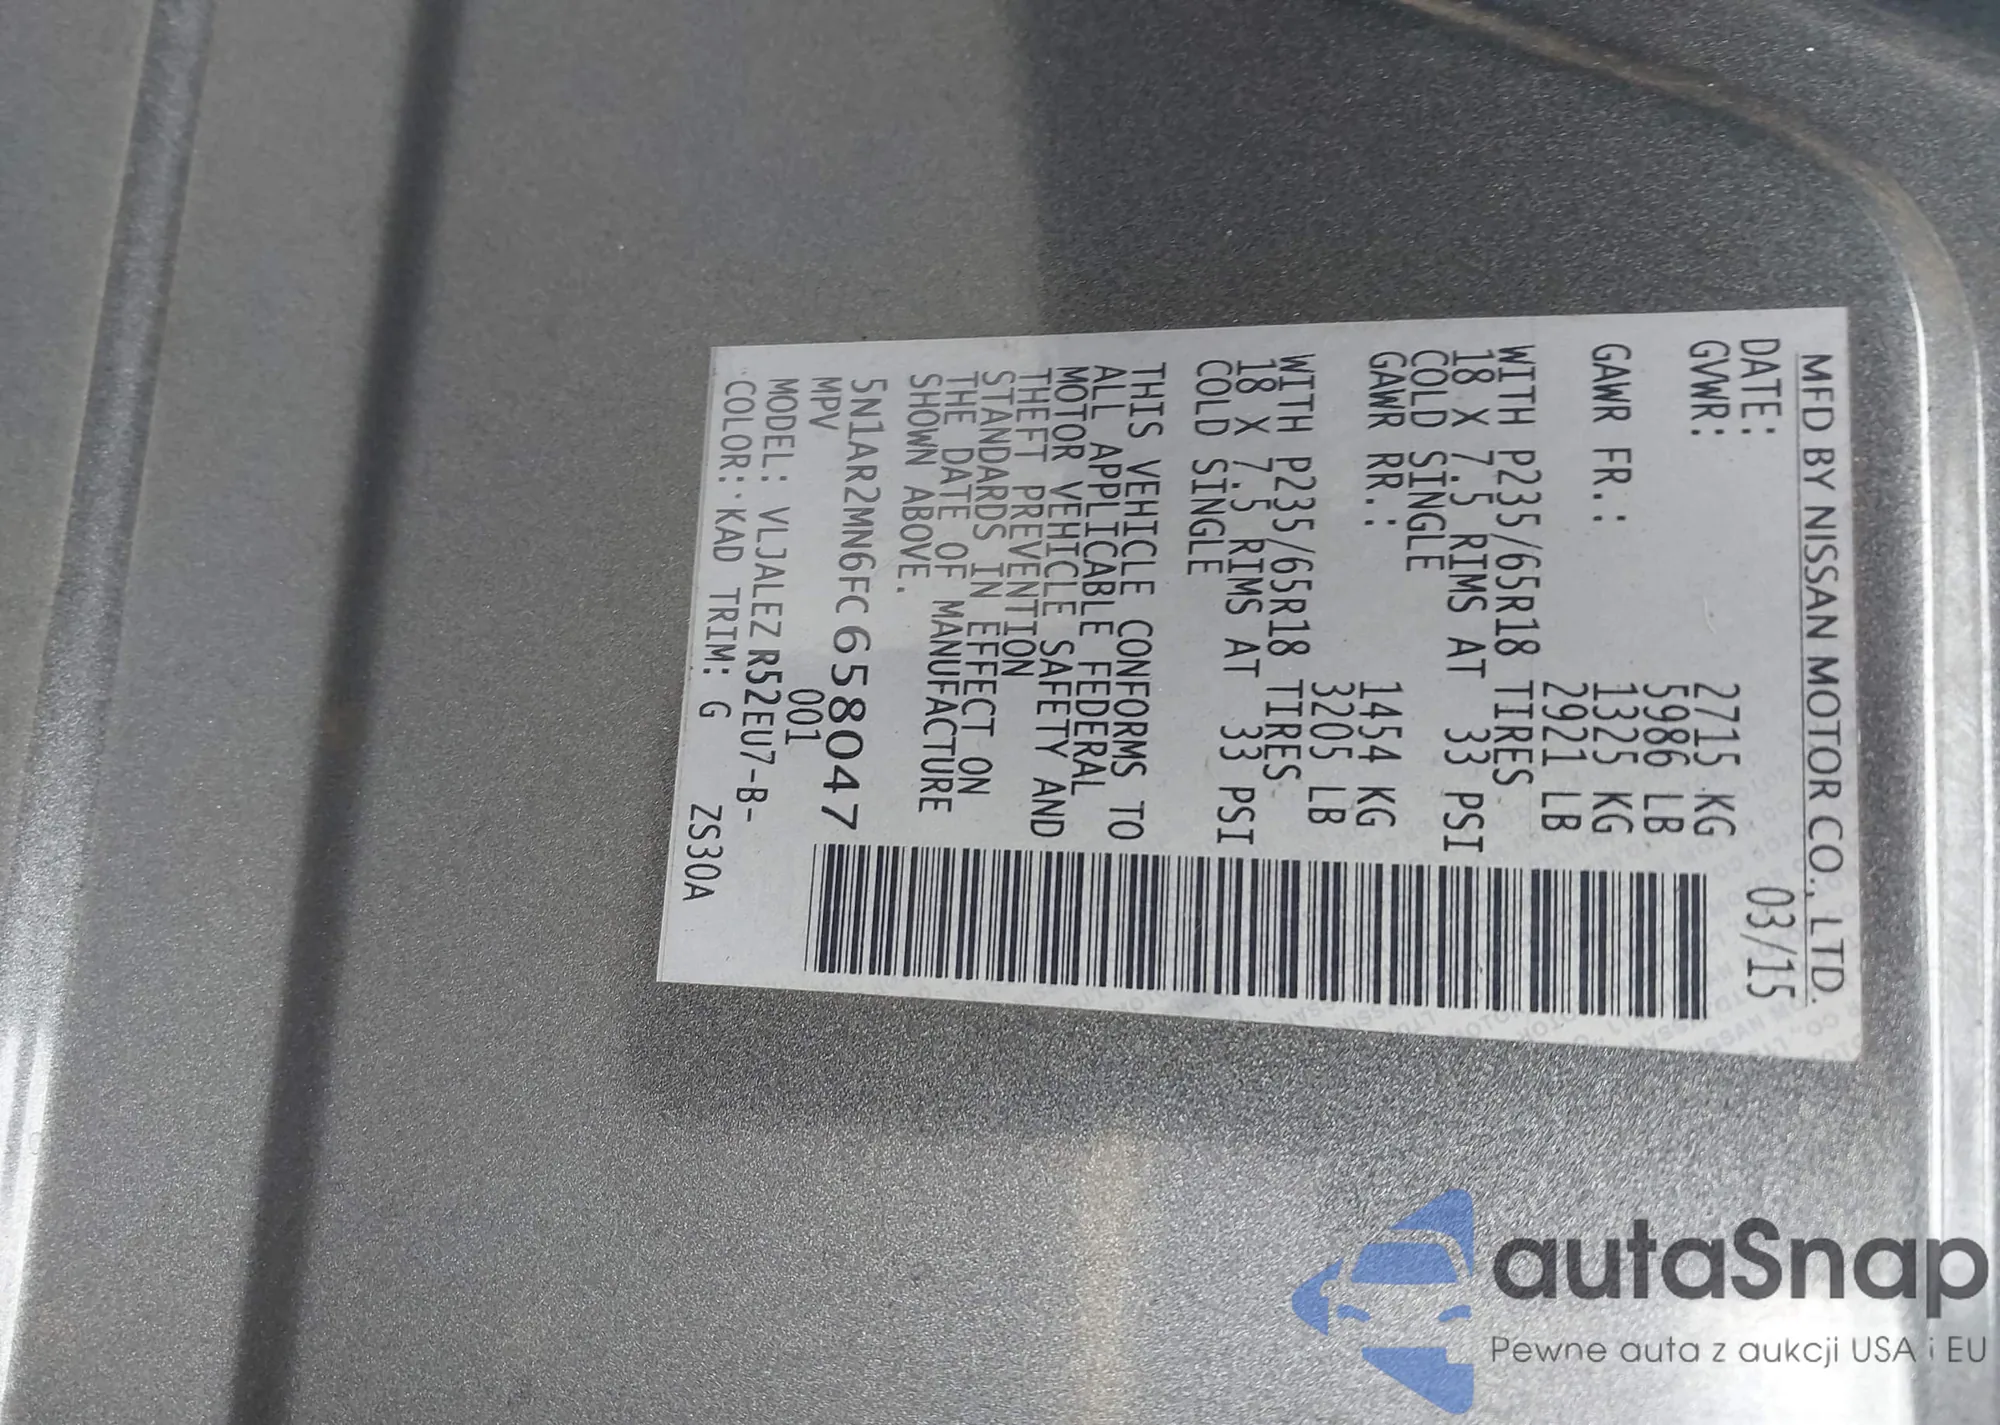 MFD BY NISSAN MOTOR CO., LTD.
DATE: 03/15
GVWR: 2715 KG
5986 LB
GAWR FR.: 1325 KG
2921 LB
WITH P235/65R18 TIRES
18 X 7.5 RIMS AT 33 PSI
COLD SINGLE
GAWR RR.: 1454 KG
3205 LB
WITH P235/65R18 TIRES
18 X 7.5 RIMS AT 33 PSI
COLD SINGLE
THIS VEHICLE CONFORMS TO
ALL APPLICABLE FEDERAL
MOTOR VEHICLE SAFETY AND
THEFT PREVENTION
STANDARDS IN EFFECT ON
THE DATE OF MANUFACTURE
SHOWN ABOVE.
5N1AR2MN6FC658047
MPV 001
MODEL: VLJALEZ R52EU7-B-
COLOR: KAD TRIM: G ZS30A
autaSnap
Pewne auta z aukcji USA i EU